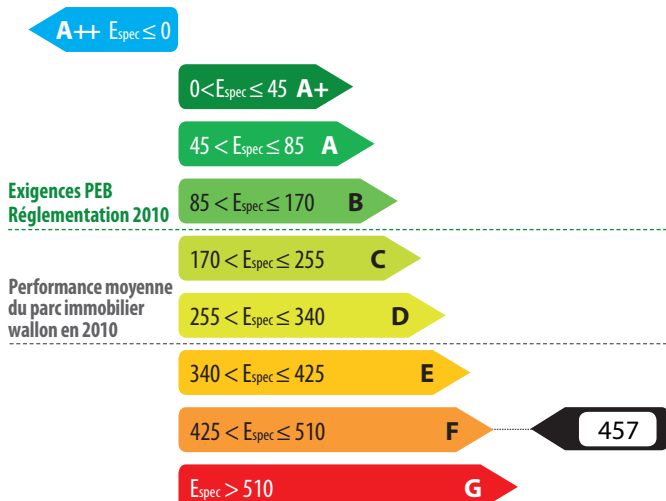 A++ Espec ≤ 0
0 < Espec ≤ 45 A+
45 < Espec ≤ 85 A
Exigences PEB
Réglementation 2010
85 < Espec ≤ 170 B
170 < Espec ≤ 255 C
Performance moyenne
du parc immobilier
wallon en 2010
255 < Espec ≤ 340 D
340 < Espec ≤ 425 E
425 < Espec ≤ 510 F 457
Espec > 510 G